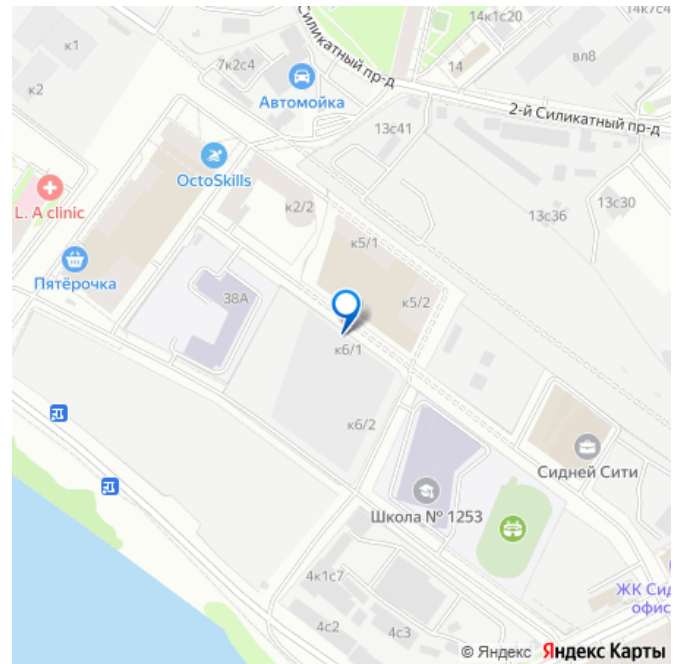 14к1с20
14к7с4
к1
Силикатный пр-д
7к2с4
14
вл8
к2
Автомойка
2-й Силикатный пр-д
13с41
OctoSkills
L. A clinic
к2/2
13с36
13с30
к5/1
Пятёрочка
38А
к5/2
к6/1
к6/2
Сидней Сити
Школа № 1253
4к1с7
ЖК Сид
офис
4с2
4с3
© Яндекс Яндекс Карты